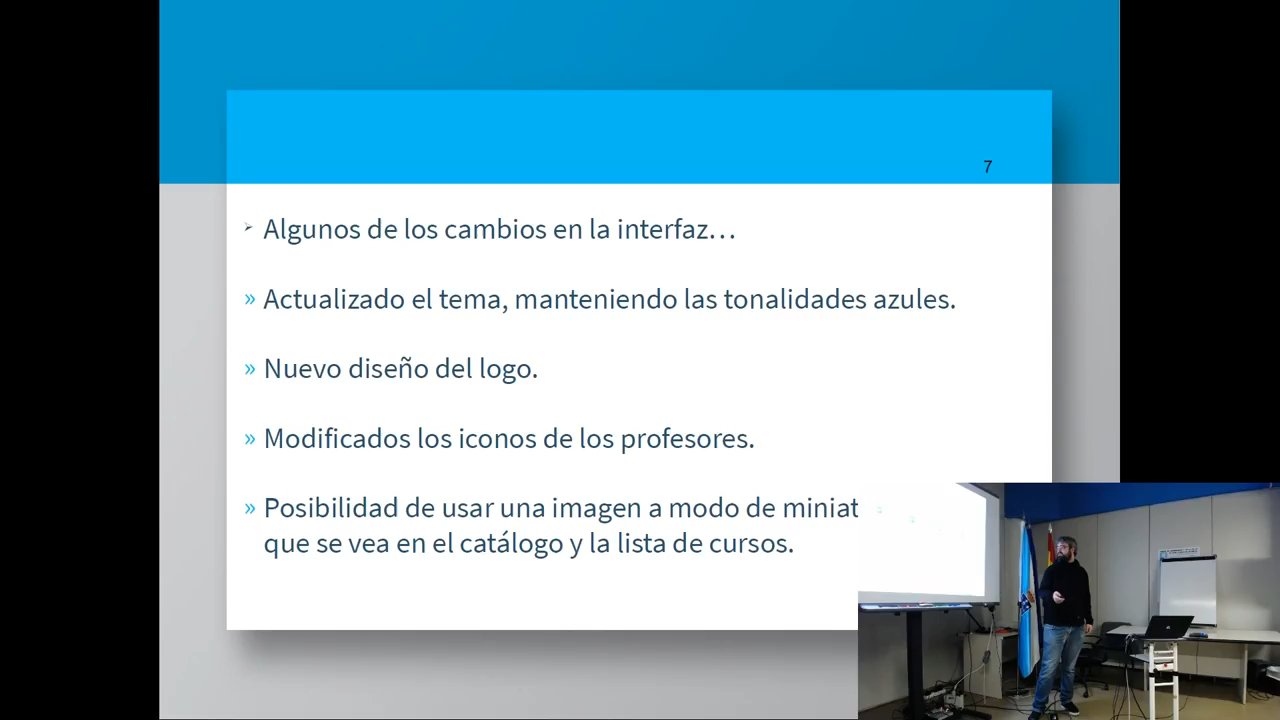 7
Algunos de los cambios en la interfaz…
» Actualizado el tema, manteniendo las tonalidades azules.
» Nuevo diseño del logo.
» Modificados los iconos de los profesores.
» Posibilidad de usar una imagen a modo de miniat
que se vea en el catálogo y la lista de cursos.